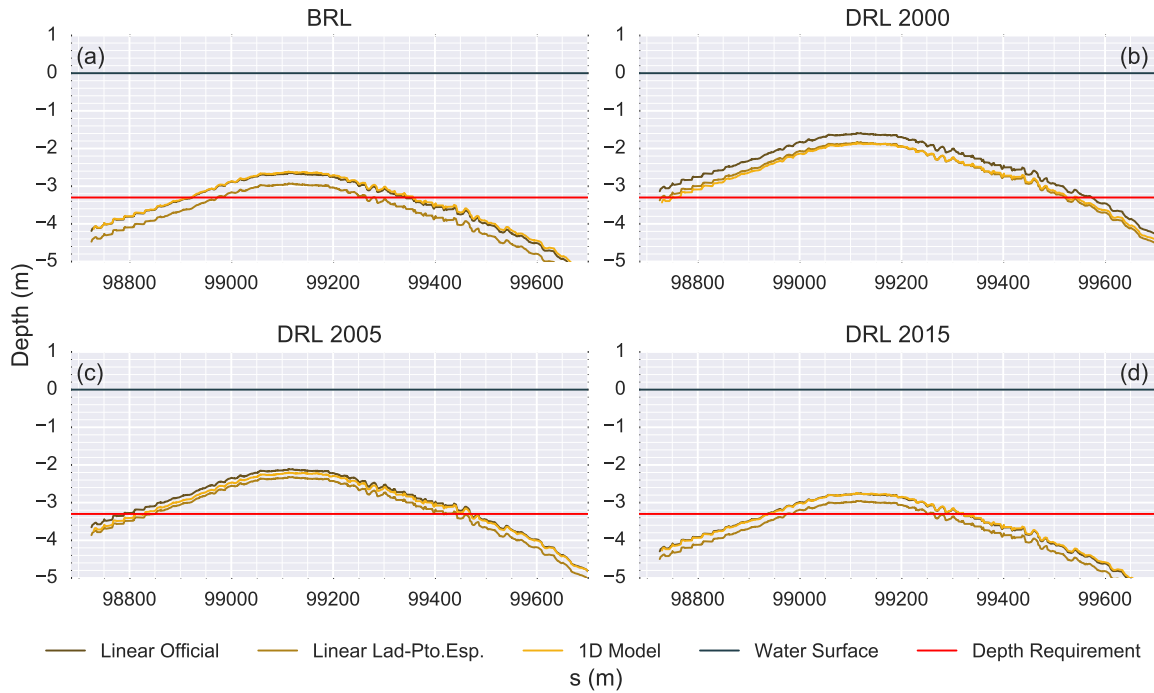 BRL
DRL 2000
1
0
−1
−2
−3
−4
−5
(a)
98800 99000 99200 99400 99600
1
0
−1
−2
−3
−4
−5
(b)
98800 99000 99200 99400 99600
Depth (m)
DRL 2005
DRL 2015
1
0
−1
−2
−3
−4
−5
(c)
98800 99000 99200 99400 99600
1
0
−1
−2
−3
−4
−5
(d)
98800 99000 99200 99400 99600
Linear Official Linear Lad-Pto.Esp. 1D Model Water Surface Depth Requirement
s (m)